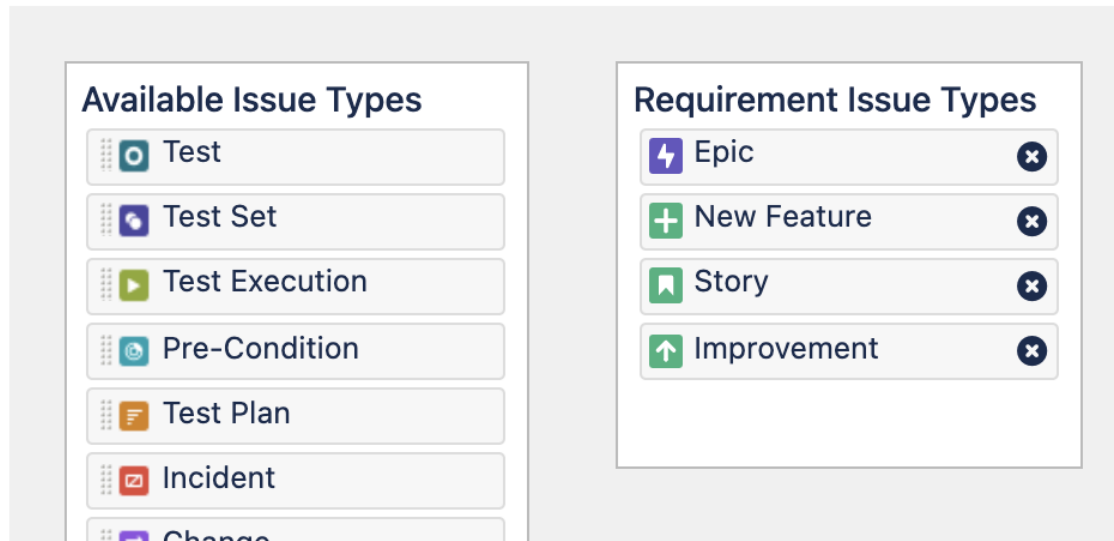 Available Issue Types
Test
Test Set
Test Execution
Pre-Condition
Test Plan
Incident
Change
Requirement Issue Types
Epic
New Feature
Story
Improvement